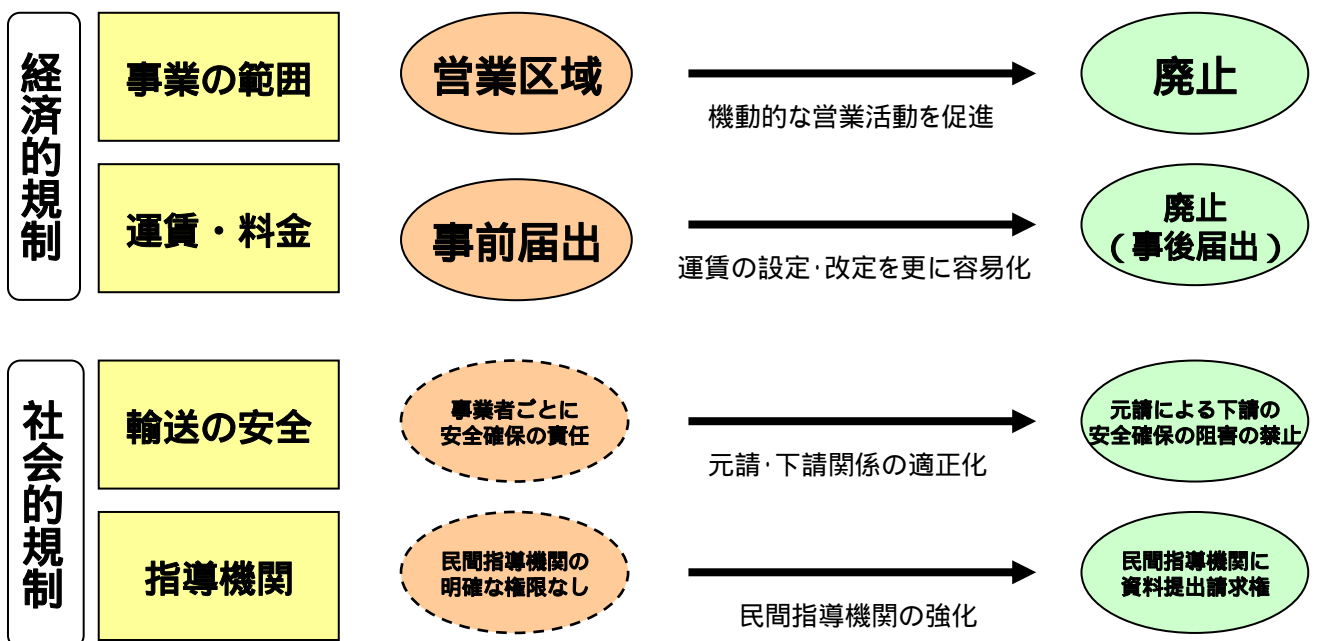 経済的規制
事業の範囲
営業区域
機動的な営業活動を促進
廃止
運賃・料金
事前届出
運賃の設定・改定を更に容易化
廃止
（事後届出）
社会的規制
輸送の安全
事業者ごとに
安全確保の責任
元請・下請関係の適正化
元請による下請の
安全確保の阻害の禁止
指導機関
民間指導機関の
明確な権限なし
民間指導機関の強化
民間指導機関に
資料提出請求権